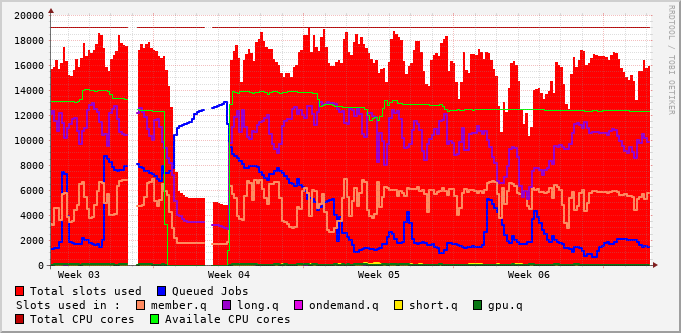 20000
18000
16000
14000
12000
10000
8000
6000
4000
2000
0
Week 03 Week 04 Week 05 Week 06
Total slots used Queued Jobs
Slots used in : member.q long.q ondemand.q short.q gpu.q
Total CPU cores Availale CPU cores
RRDTOOL / TOBI OETIKER